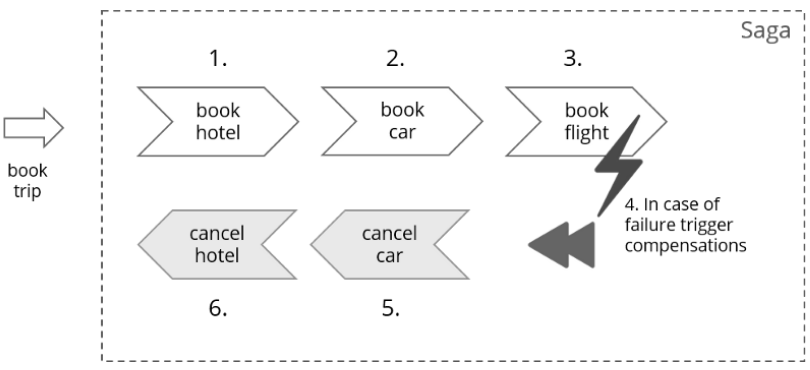 Saga
1.
2.
3.
book
hotel
book
car
book
flight
book
trip
4. In case of
failure trigger
compensations
cancel
hotel
cancel
car
6.
5.